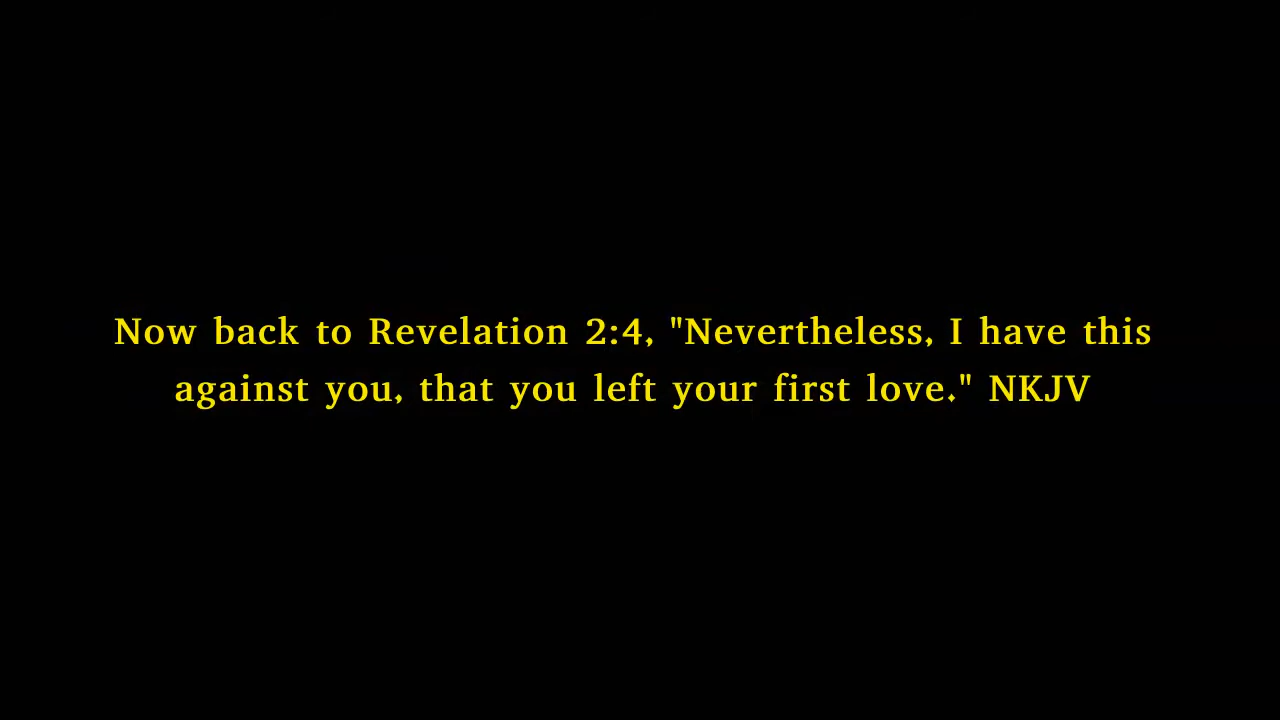 Now back to Revelation 2:4, "Nevertheless, I have this
against you, that you left your first love." NKJV